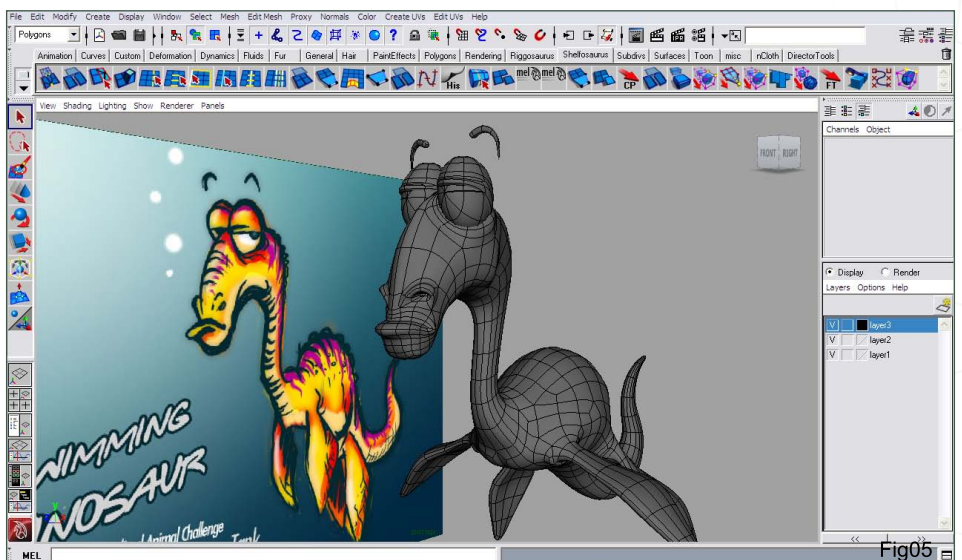 File Edit Modify Create Display Window Select Mesh Edit Mesh Proxy Normals Color Create UVs Edit UVs Help
Polygons
Animation Curves Custom Deformation Dynamics Fluids Fur General Hair PaintEffects Polygons Rendering Riggosaurus Shelfosaurus Subdivs Surfaces Toon misc nCloth DirectorTools
His mel mel CP FT
View Shading Lighting Show Renderer Panels
Channels Object
FRONT RIGHT
Display Render
Layers Options Help
V layer3
V layer2
V layer1
WIMMING
NOSAUR
Animal Challenge
Tank
<< >>
Fig05
MEL